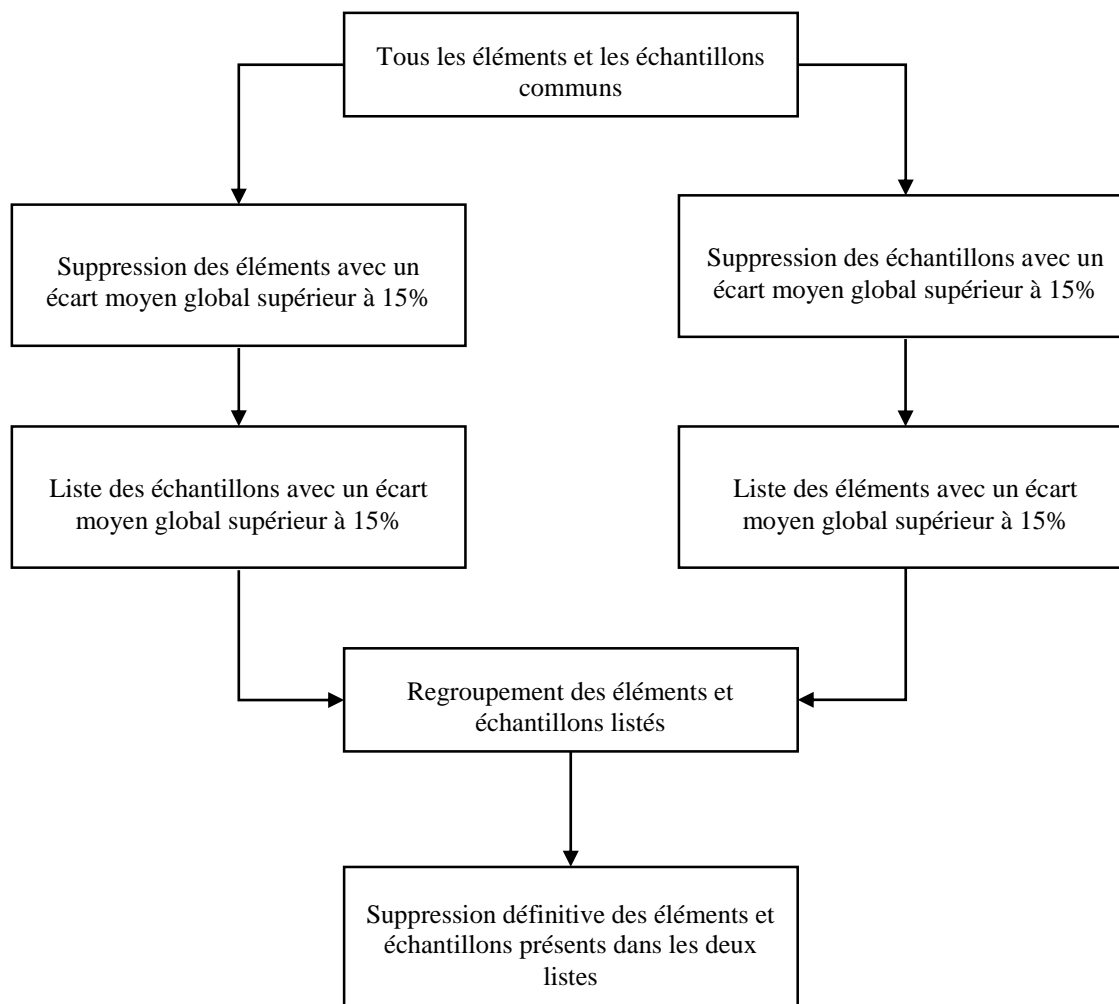 Tous les éléments et les échantillons
communs
Suppression des éléments avec un
écart moyen global supérieur à 15%
Suppression des échantillons avec un
écart moyen global supérieur à 15%
Liste des échantillons avec un écart
moyen global supérieur à 15%
Liste des éléments avec un écart
moyen global supérieur à 15%
Regroupement des éléments et
échantillons listés
Suppression définitive des éléments et
échantillons présents dans les deux
listes